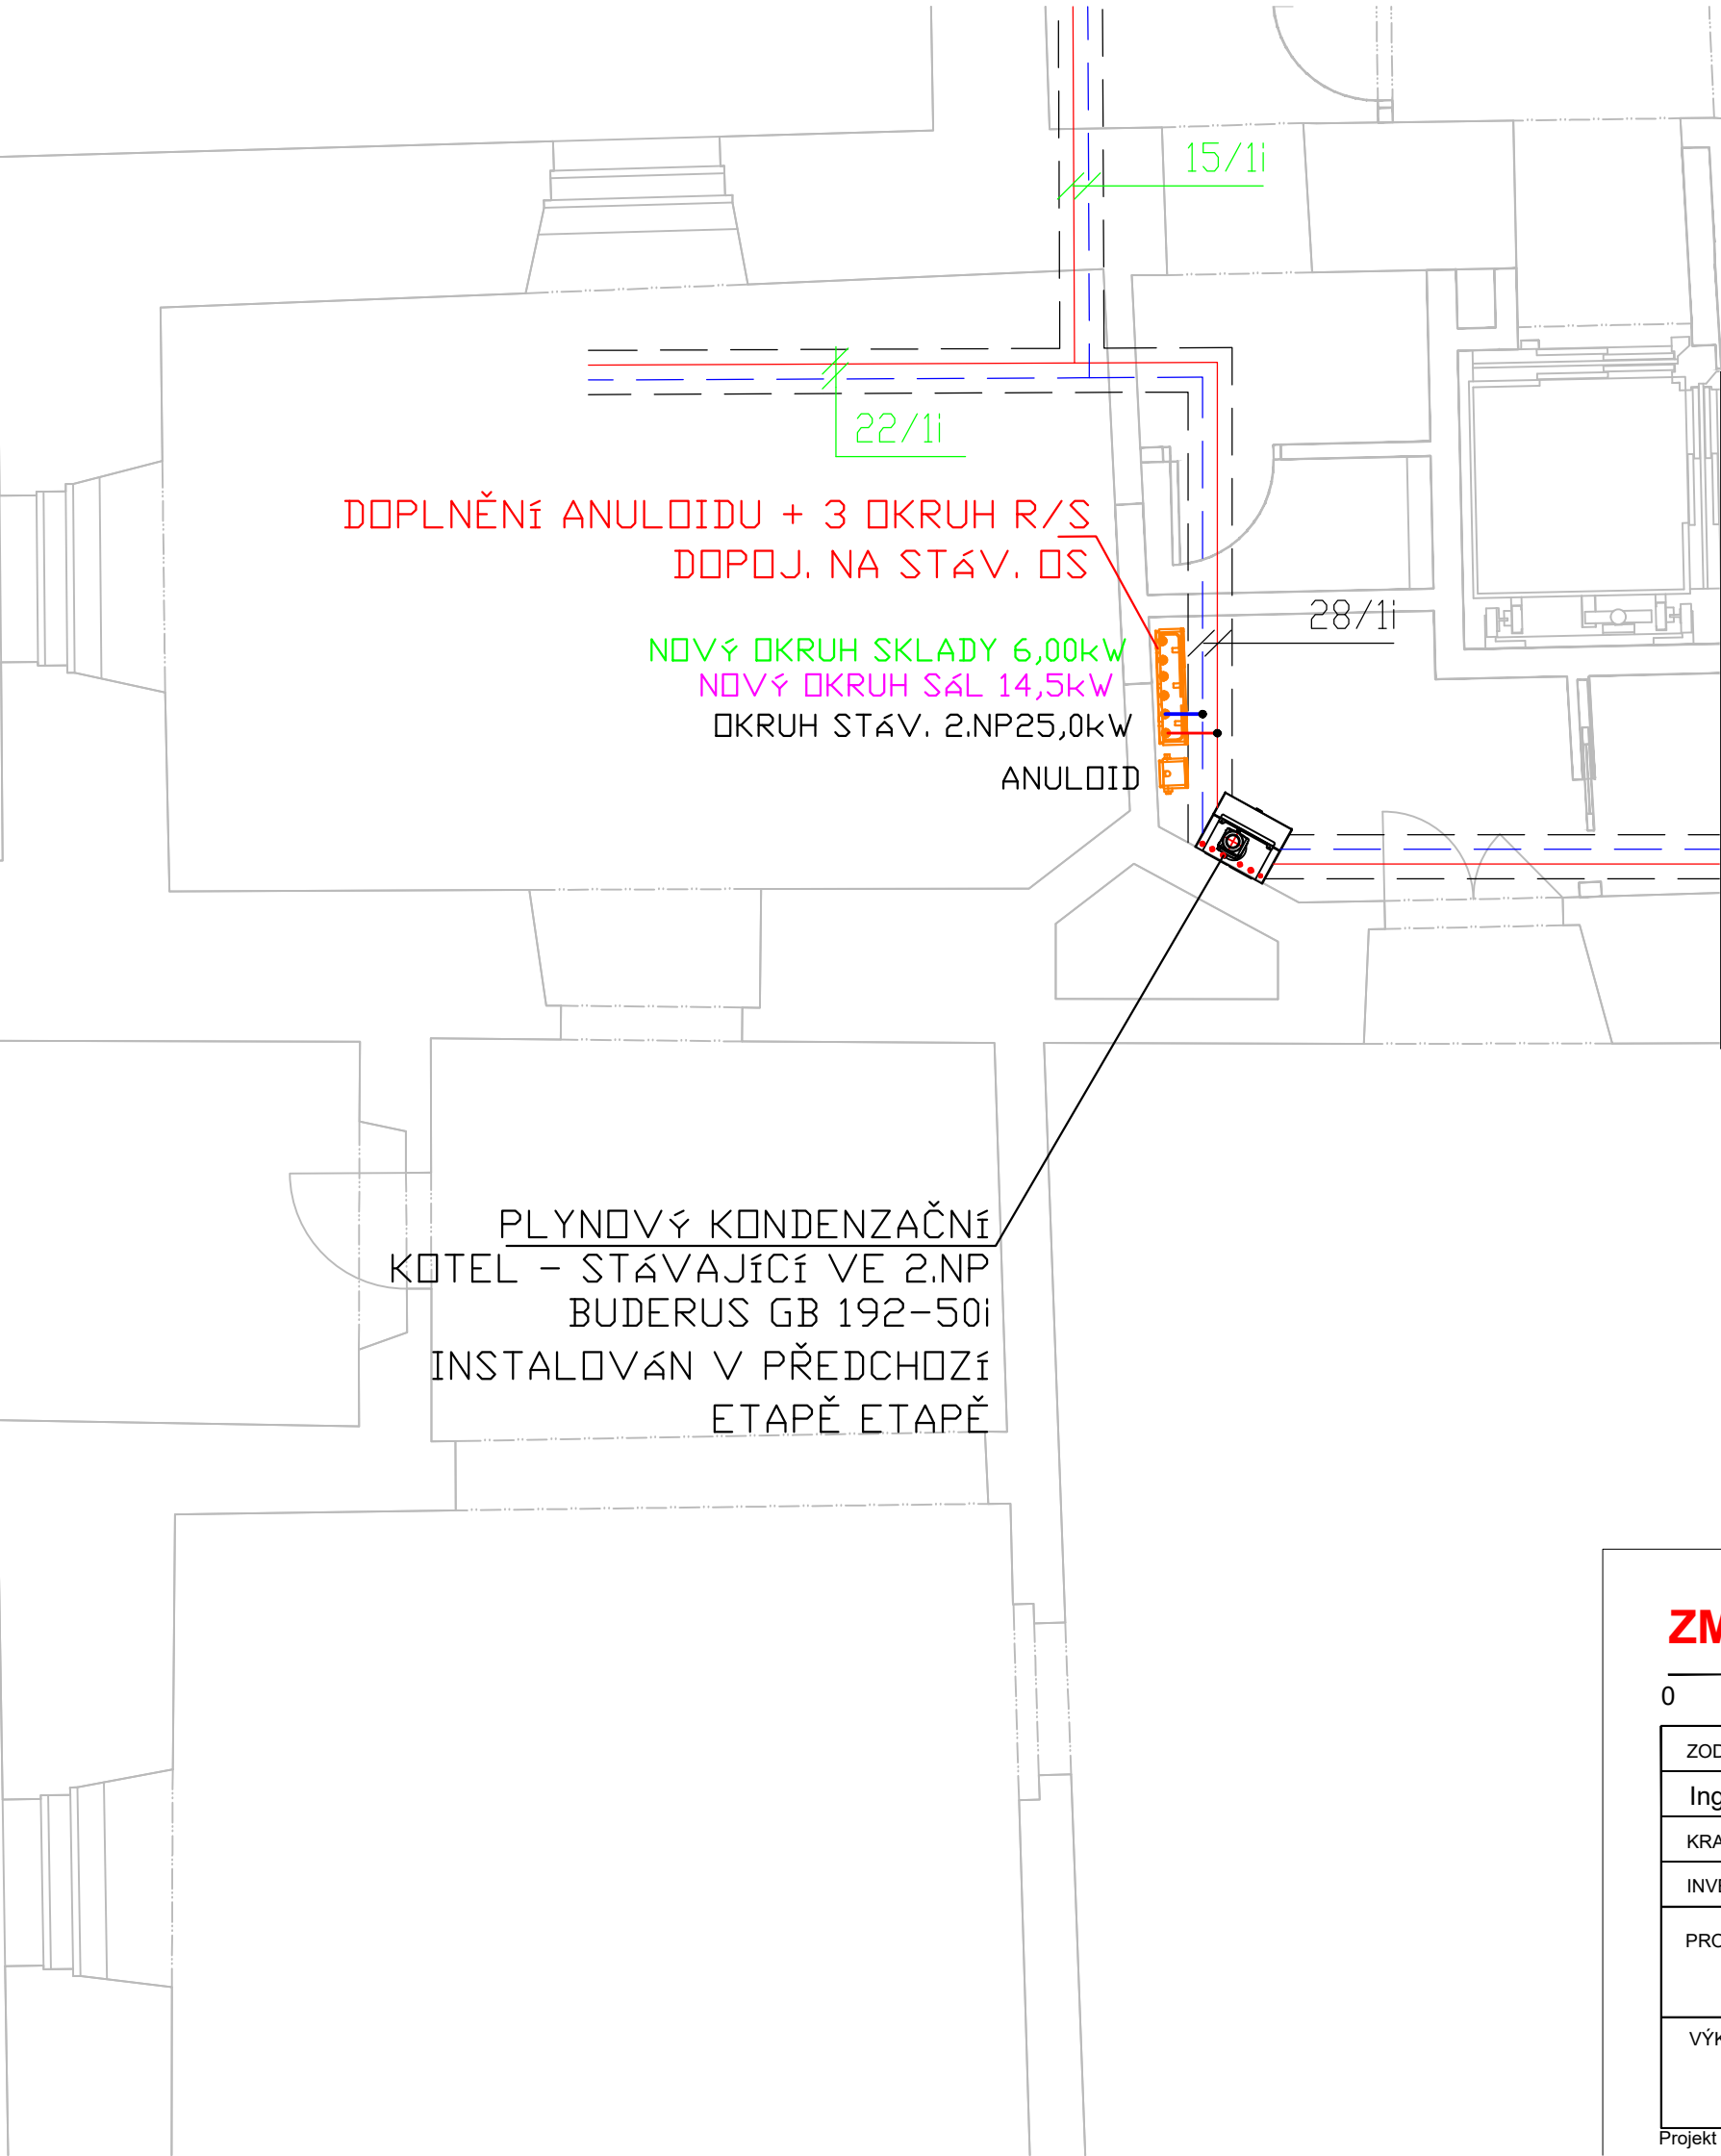 15/1i
22/1i
DOPLNĚNÍ ANULOIDU + 3 OKRUH R/S
DOPOJ. NA STÁV. OS
28/1i
NOVÝ OKRUH SKLADY 6,00kW
NOVÝ OKRUH SÁL 14,5kW
OKRUH STÁV. 2.NP25,0kW
ANULOID
PLYNOVÝ KONDENZAČNÍ
KOTEL - STÁVAJÍCÍ VE 2.NP
BUDERUS GB 192-50i
INSTALOVÁN V PŘEDCHOZÍ
ETAPĚ ETAPĚ
0
Ing
Projekt